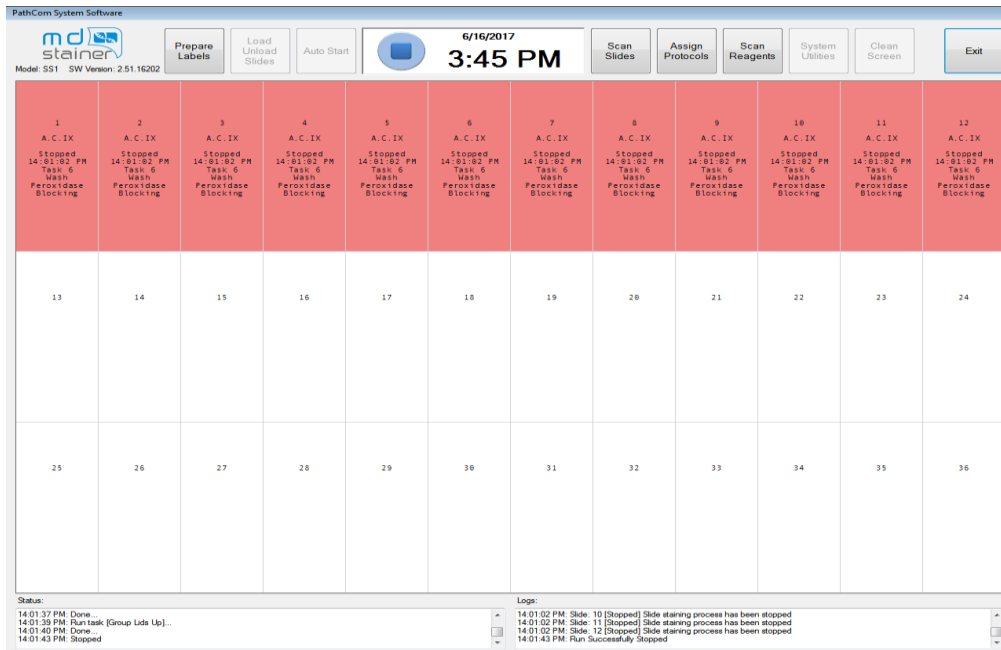 PathCom System Software
md
stainer
Model: SS1 SW Version: 2.51.16202
Prepare
Labels
Load
Unload
Slides
Auto Start
6/16/2017
3:45 PM
Scan
Slides
Assign
Protocols
Scan
Reagents
System
Utilities
Clean
Screen
Exit
1 2 3 4 5 6 7 8 9 10 11 12
A.C.IX A.C.IX A.C.IX A.C.IX A.C.IX A.C.IX A.C.IX A.C.IX A.C.IX A.C.IX A.C.IX A.C.IX
Stopped Stopped Stopped Stopped Stopped Stopped Stopped Stopped Stopped Stopped Stopped Stopped
14:01:02 PM 14:01:02 PM 14:01:02 PM 14:01:02 PM 14:01:02 PM 14:01:02 PM 14:01:02 PM 14:01:02 PM 14:01:02 PM 14:01:02 PM 14:01:02 PM 14:01:02 PM
Task 6 Task 6 Task 6 Task 6 Task 6 Task 6 Task 6 Task 6 Task 6 Task 6 Task 6 Task 6
Wash Wash Wash Wash Wash Wash Wash Wash Wash Wash Wash Wash
Peroxidase Peroxidase Peroxidase Peroxidase Peroxidase Peroxidase Peroxidase Peroxidase Peroxidase Peroxidase Peroxidase Peroxidase
Blocking Blocking Blocking Blocking Blocking Blocking Blocking Blocking Blocking Blocking Blocking Blocking
13 14 15 16 17 18 19 20 21 22 23 24
25 26 27 28 29 30 31 32 33 34 35 36
Status:
14:01:37 PM: Done...
14:01:39 PM: Run task [Group Lids Up]...
14:01:40 PM: Done...
14:01:43 PM: Stopped
Logs:
14:01:02 PM: Slide: 10 [Stopped] Slide staining process has been stopped
14:01:02 PM: Slide: 11 [Stopped] Slide staining process has been stopped
14:01:02 PM: Slide: 12 [Stopped] Slide staining process has been stopped
14:01:43 PM: Run Successfully Stopped